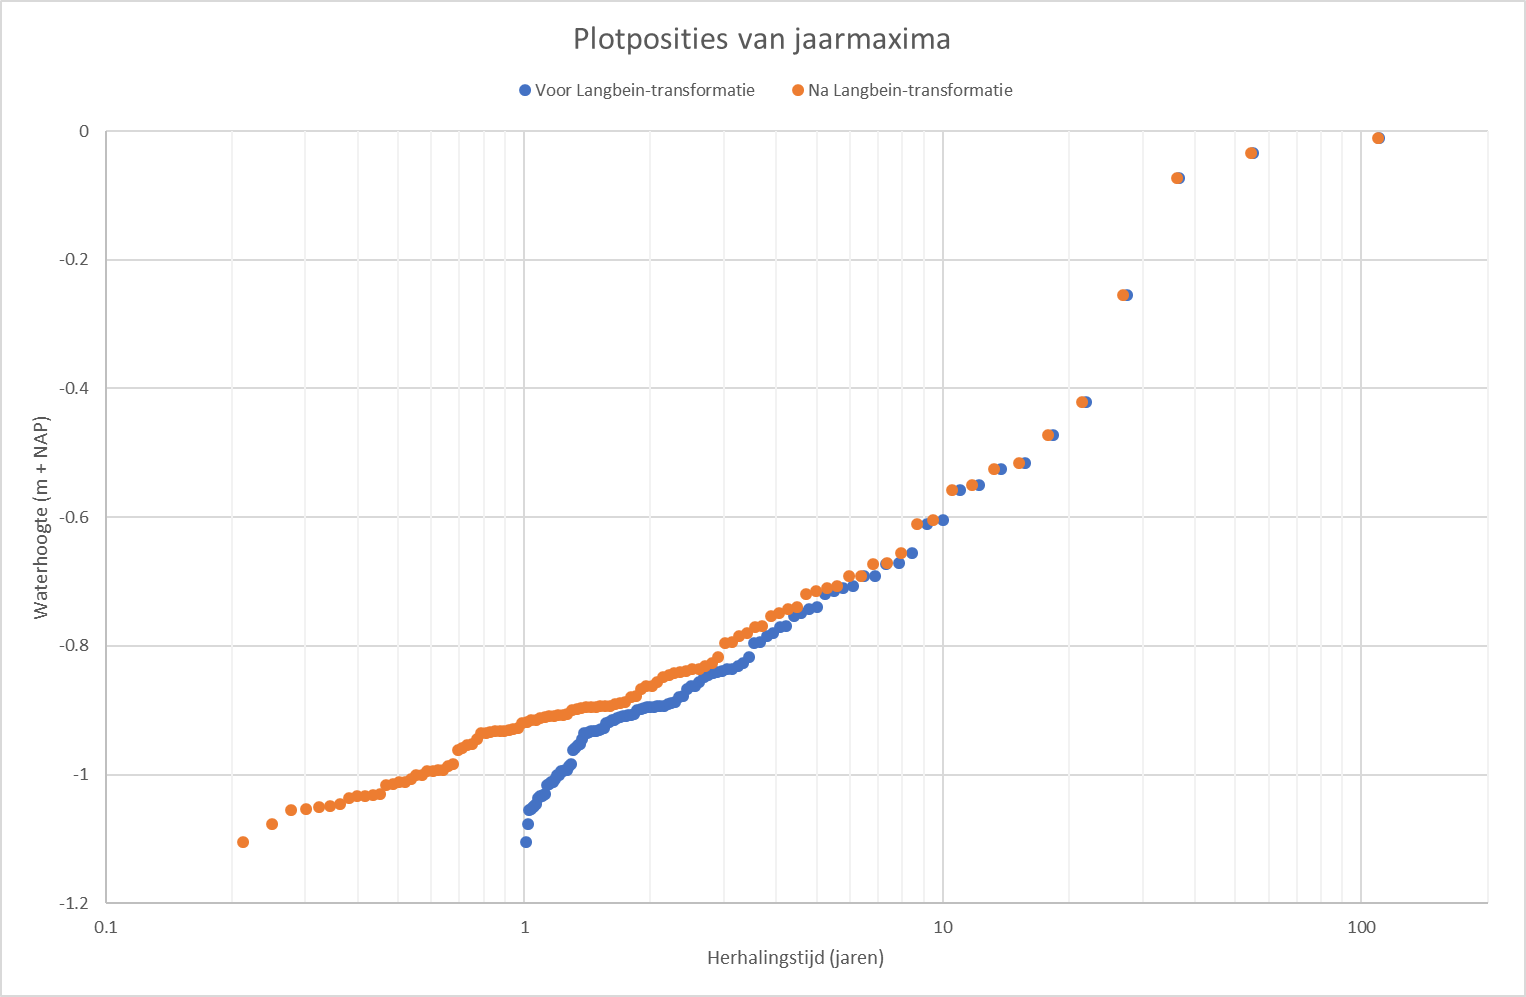 Plotposities van jaarmaxima
Voor Langbein-transformatie
Na Langbein-transformatie
0
-0.2
-0.4
-0.6
-0.8
-1
-1.2
Waterhoogte (m + NAP)
0.1
1
10
100
Herhalingstijd (jaren)